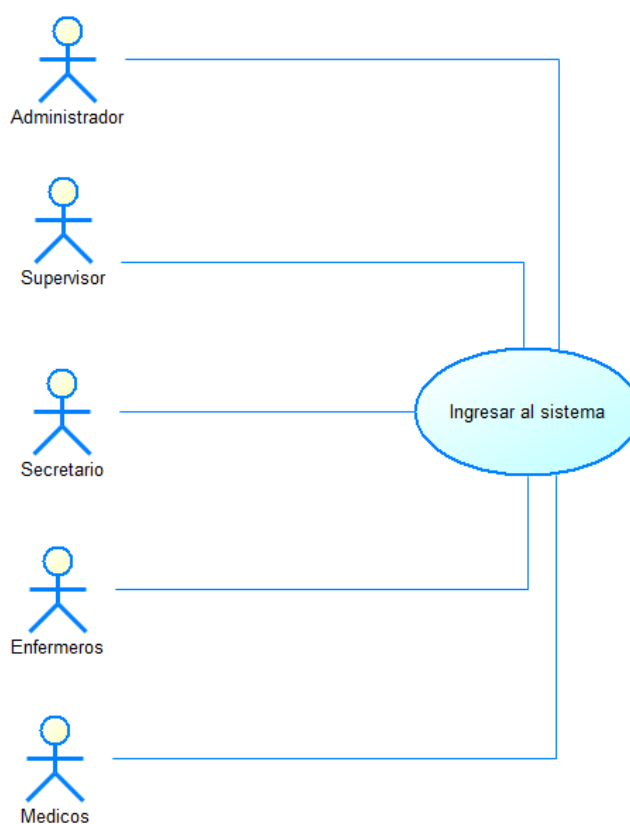 Administrador
Supervisor
Ingresar al sistema
Secretario
Enfermeros
Medicos